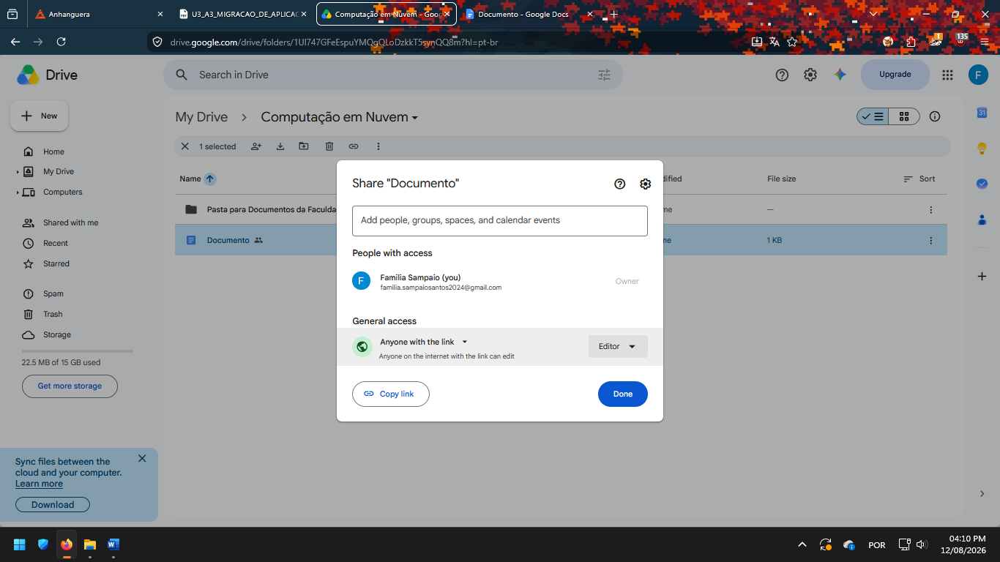 Anhanguera
U3_A3_MIGRACAO_DE_APLICAC
Computação em Nuvem - Goo
Documento - Google Docs
drive.google.com/drive/folders/1UI747GFeEspuYMQgQLoDzkkT5synQQ8m?hl=pt-br
1
135
Drive
Search in Drive
Upgrade
F
New
My Drive
Computação em Nuvem
31
1 selected
Home
My Drive
Computers
Shared with me
Recent
Starred
Spam
Trash
Storage
22.5 MB of 15 GB used
Get more storage
Name
dified
File size
Sort
Pasta para Documentos da Faculda
me
—
Documento
me
1 KB
Share "Documento"
Add people, groups, spaces, and calendar events
People with access
F
Familia Sampaio (you)
familia.sampaiosantos2024@gmail.com
Owner
General access
Anyone with the link
Anyone on the internet with the link can edit
Editor
Copy link
Done
Sync files between the
cloud and your computer.
Learn more
Download
POR
04:10 PM
12/08/2026